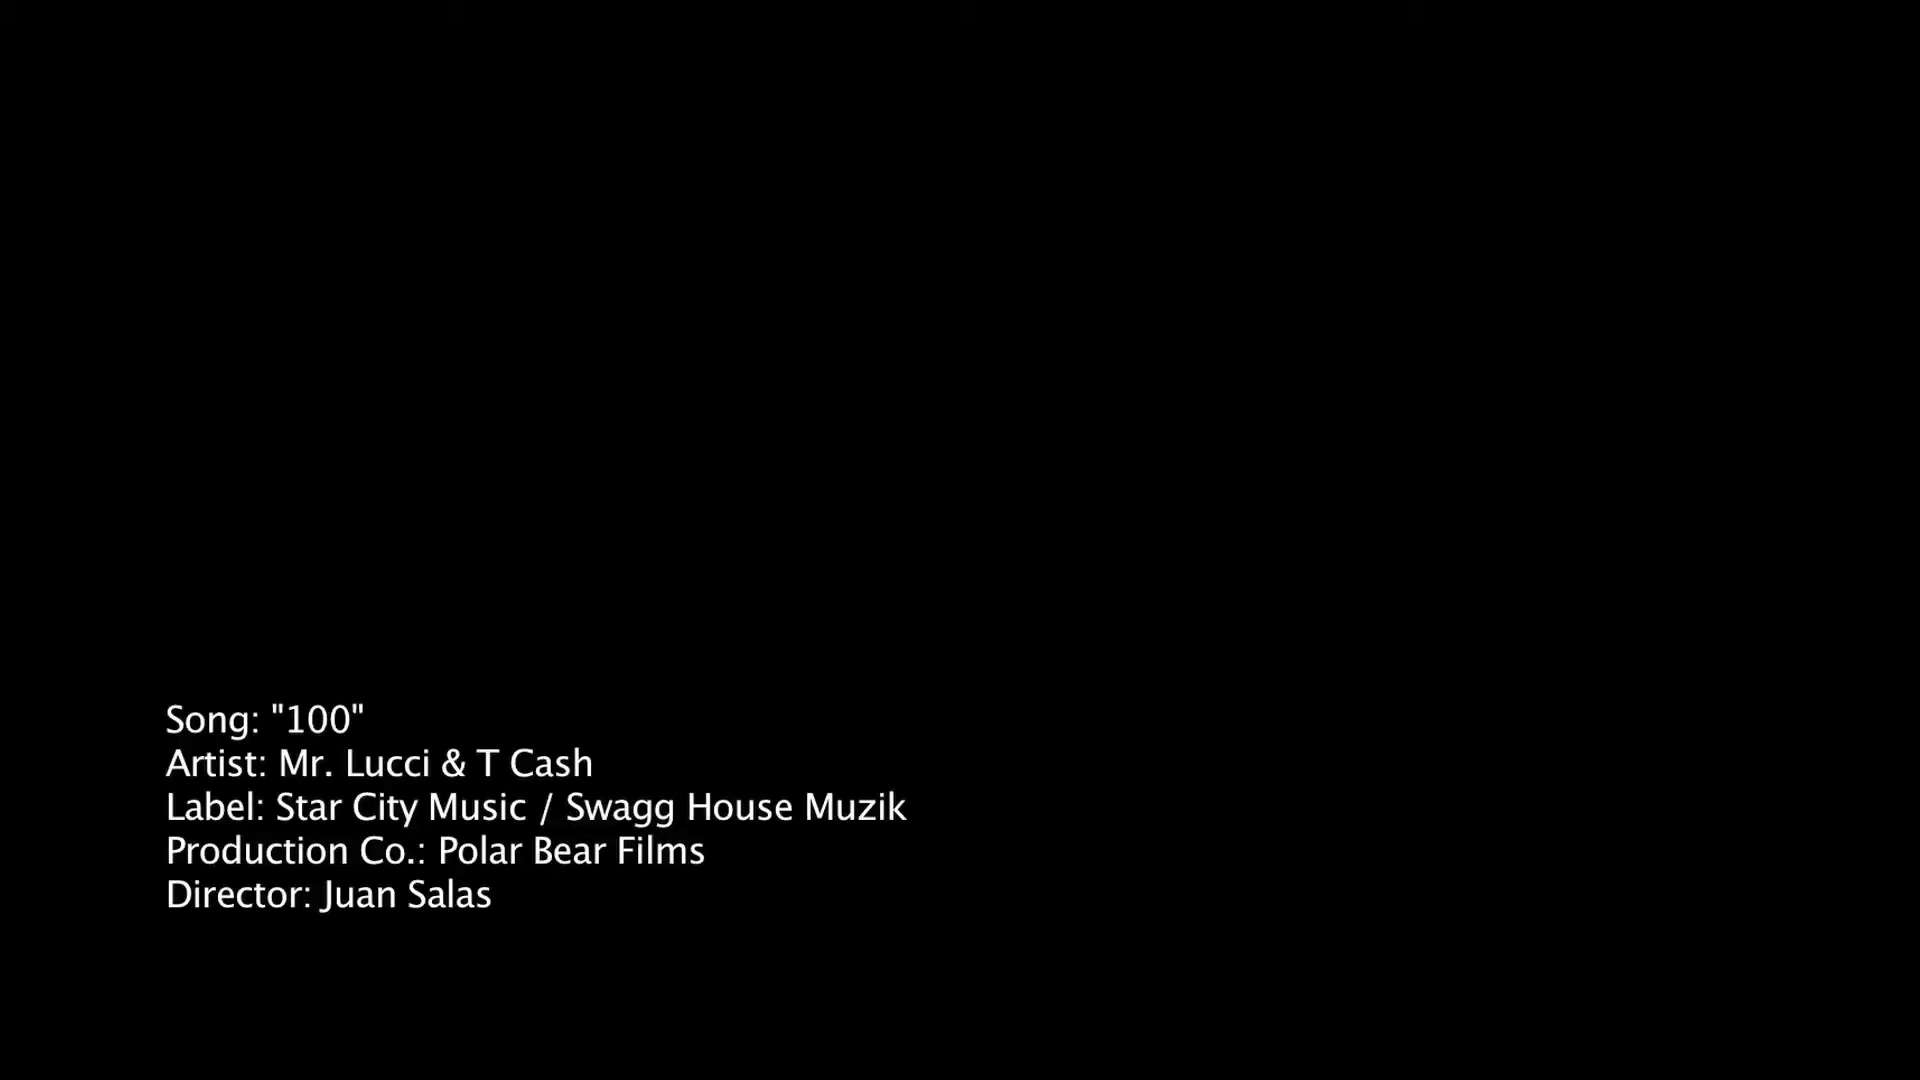 Song: "100"
Artist: Mr. Lucci & T Cash
Label: Star City Music / Swagg House Muzik
Production Co.: Polar Bear Films
Director: Juan Salas